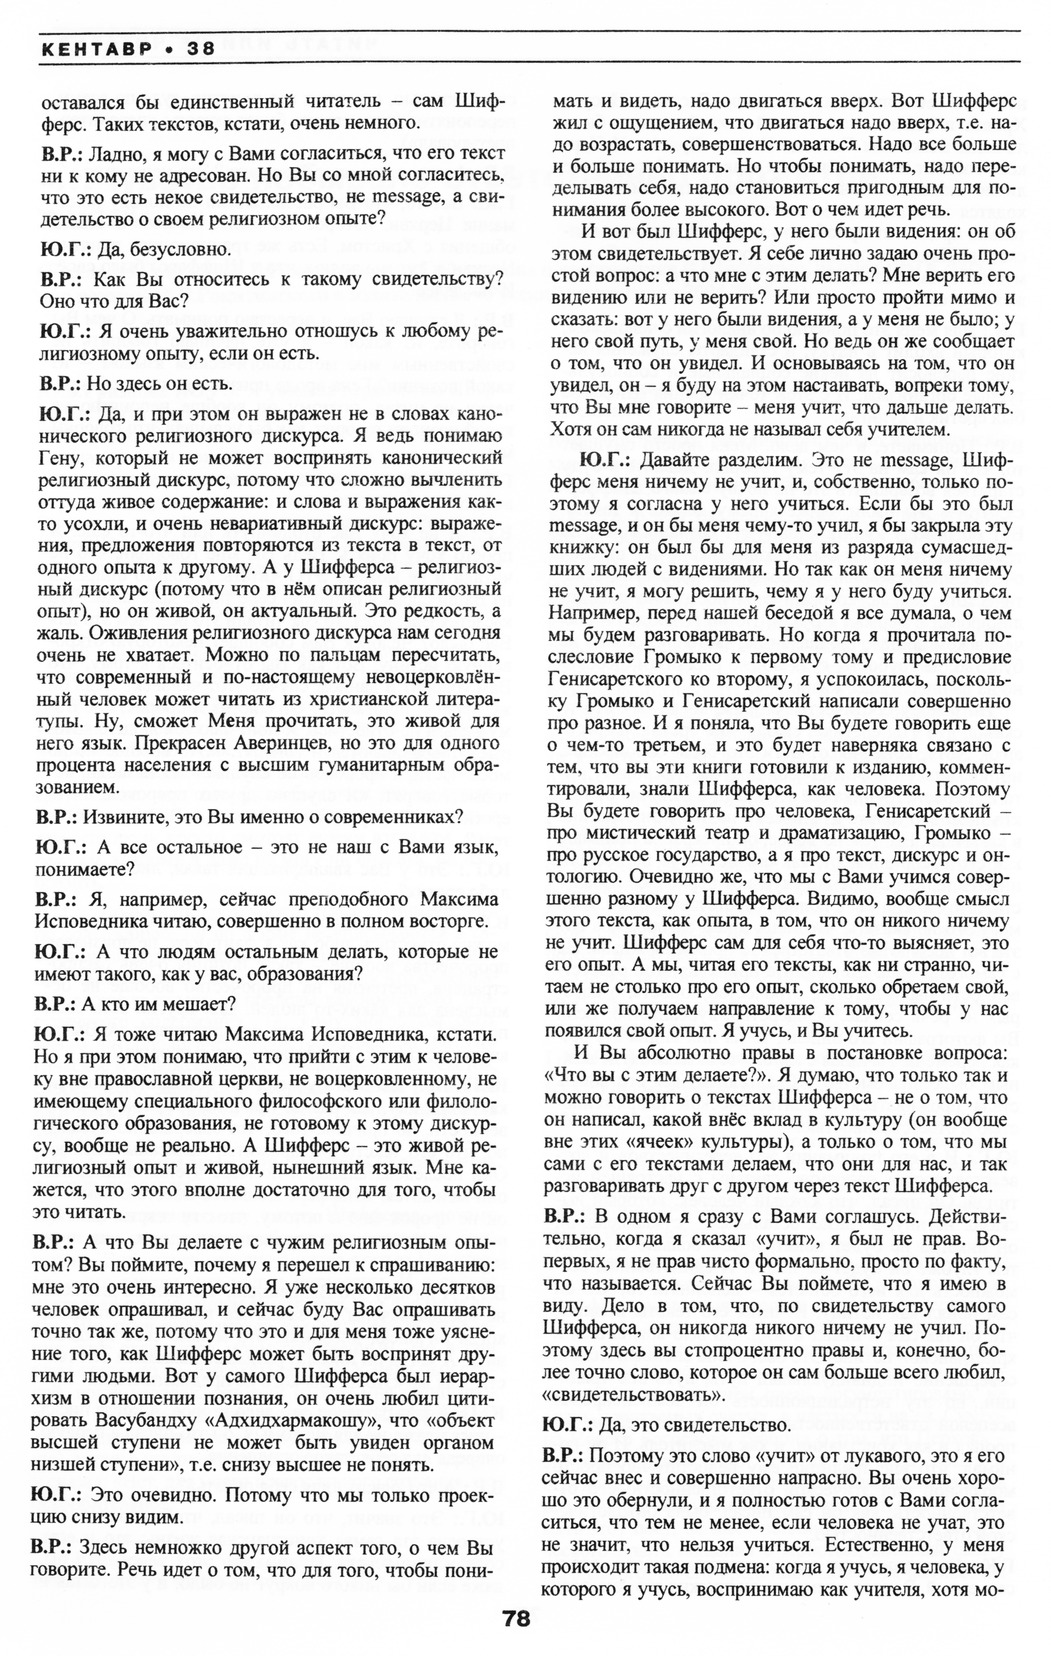 КЕНТАВР • 38
оставался бы единственный читатель – сам Шиф-
ферс. Таких текстов, кстати, очень немного.
В.Р.: Ладно, я могу с Вами согласиться, что его текст
ни к кому не адресован. Но Вы со мной согласитесь,
что это есть некое свидетельство, не message, а сви-
детельство о своем религиозном опыте?
Ю.Г.: Да, безусловно.
В.Р.: Как Вы относитесь к такому свидетельству?
Оно что для Вас?
Ю.Г.: Я очень уважительно отношусь к любому ре-
лигиозному опыту, если он есть.
В.Р.: Но здесь он есть.
Ю.Г.: Да, и при этом он выражен не в словах кано-
нического религиозного дискурса. Я ведь понимаю
Гену, который не может воспринять канонический
религиозный дискурс, потому что сложно вычленить
оттуда живое содержание: и слова и выражения как-
то усохли, и очень невариативный дискурс: выраже-
ния, предложения повторяются из текста в текст, от
одного опыта к другому. А у Шифферса – религиоз-
ный дискурс (потому что в нём описан религиозный
опыт), но он живой, он актуальный. Это редкость, а
жаль. Оживления религиозного дискурса нам сегодня
очень не хватает. Можно по пальцам пересчитать,
что современный и по-настоящему невоцерковлён-
ный человек может читать из христианской литера-
тупы. Ну, сможет Меня прочитать, это живой для
него язык. Прекрасен Аверинцев, но это для одного
процента населения с высшим гуманитарным обра-
зованием.
В.Р.: Извините, это Вы именно о современниках?
Ю.Г.: А все остальное – это не наш с Вами язык,
понимаете?
В.Р.: Я, например, сейчас преподобного Максима
Исповедника читаю, совершенно в полном восторге.
Ю.Г.: А что людям остальным делать, которые не
имеют такого, как у вас, образования?
В.Р.: А кто им мешает?
Ю.Г.: Я тоже читаю Максима Исповедника, кстати.
Но я при этом понимаю, что прийти с этим к челове-
ку вне православной церкви, не воцерковленному, не
имеющему специального философского или филоло-
гического образования, не готовому к этому дискур-
су, вообще не реально. А Шифферс – это живой ре-
лигиозный опыт и живой, нынешний язык. Мне ка-
жется, что этого вполне достаточно для того, чтобы
это читать.
В.Р.: А что Вы делаете с чужим религиозным опы-
том? Вы поймите, почему я перешел к спрашиванию:
мне это очень интересно. Я уже несколько десятков
человек опрашивал, и сейчас буду Вас опрашивать
точно так же, потому что это и для меня тоже уясне-
ние того, как Шифферс может быть воспринят дру-
гими людьми. Вот у самого Шифферса был иерар-
хизм в отношении познания, он очень любил цити-
ровать Васубандху «Адхидхармакошу», что «объект
высшей ступени не может быть увиден органом
низшей ступени», т.е. снизу высшее не понять.
Ю.Г.: Это очевидно. Потому что мы только проек-
цию снизу видим.
В.Р.: Здесь немножко другой аспект того, о чем Вы
говорите. Речь идет о том, что для того, чтобы пони-
мать и видеть, надо двигаться вверх. Вот Шифферс
жил с ощущением, что двигаться надо вверх, т.е. на-
до возрастать, совершенствоваться. Надо все больше
и больше понимать. Но чтобы понимать, надо пере-
делывать себя, надо становиться пригодным для по-
нимания более высокого. Вот о чем идет речь.
И вот был Шифферс, у него были видения: он об
этом свидетельствует. Я себе лично задаю очень про-
стой вопрос: а что мне с этим делать? Мне верить его
видению или не верить? Или просто пройти мимо и
сказать: вот у него были видения, а у меня не было; у
него свой путь, у меня свой. Но ведь он же сообщает
о том, что он увидел. И основываясь на том, что он
увидел, он – я буду на этом настаивать, вопреки тому,
что Вы мне говорите – меня учит, что дальше делать.
Хотя он сам никогда не называл себя учителем.
Ю.Г.: Давайте разделим. Это не message, Шиф-
ферс меня ничему не учит, и, собственно, только по-
этому я согласна у него учиться. Если бы это был
message, и он бы меня чему-то учил, я бы закрыла эту
книжку: он был бы для меня из разряда сумасшед-
ших людей с видениями. Но так как он меня ничему
не учит, я могу решить, чему я у него буду учиться.
Например, перед нашей беседой я все думала, о чем
мы будем разговаривать. Но когда я прочитала по-
слесловие Громыко к первому тому и предисловие
Генисаретского ко второму, я успокоилась, посколь-
ку Громыко и Генисаретский написали совершенно
про разное. И я поняла, что Вы будете говорить еще
о чем-то третьем, и это будет наверняка связано с
тем, что вы эти книги готовили к изданию, коммен-
тировали, знали Шифферса, как человека. Поэтому
Вы будете говорить про человека, Генисаретский –
про мистический театр и драматизацию, Громыко –
про русское государство, а я про текст, дискурс и он-
тологию. Очевидно же, что мы с Вами учимся совер-
шенно разному у Шифферса. Видимо, вообще смысл
этого текста, как опыта, в том, что он никого ничему
не учит. Шифферс сам для себя что-то выясняет, это
его опыт. А мы, читая его тексты, как ни странно, чи-
таем не столько про его опыт, сколько обретаем свой,
или же получаем направление к тому, чтобы у нас
появился свой опыт. Я учусь, и Вы учитесь.
И Вы абсолютно правы в постановке вопроса:
«Что вы с этим делаете?». Я думаю, что только так и
можно говорить о текстах Шифферса – не о том, что
он написал, какой внёс вклад в культуру (он вообще
вне этих «ячеек» культуры), а только о том, что мы
сами с его текстами делаем, что они для нас, и так
разговаривать друг с другом через текст Шифферса.
В.Р.: В одном я сразу с Вами соглашусь. Действи-
тельно, когда я сказал «учит», я был не прав. Во-
первых, я не прав чисто формально, просто по факту,
что называется. Сейчас Вы поймете, что я имею в
виду. Дело в том, что, по свидетельству самого
Шифферса, он никогда никого ничему не учил. По-
этому здесь вы стопроцентно правы и, конечно, бо-
лее точно слово, которое он сам больше всего любил,
«свидетельствовать».
Ю.Г.: Да, это свидетельство.
В.Р.: Поэтому это слово «учит» от лукавого, это я его
сейчас внес и совершенно напрасно. Вы очень хоро-
шо это обернули, и я полностью готов с Вами согла-
ситься, что тем не менее, если человека не учат, это
не значит, что нельзя учиться. Естественно, у меня
происходит такая подмена: когда я учусь, я человека, у
которого я учусь, воспринимаю как учителя, хотя мо-
78